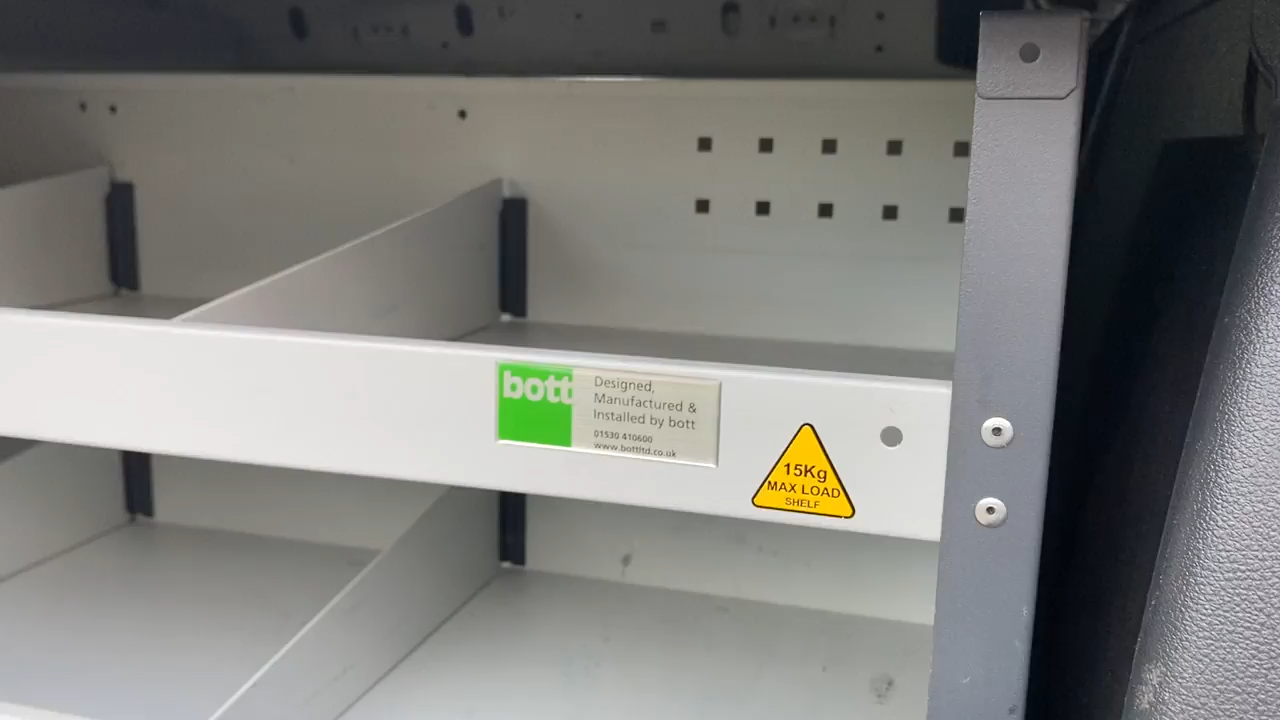 bott
Designed,
Manufactured &
Installed by bott
01530 410600
www.bottltd.co.uk
15Kg
MAX LOAD
SHELF